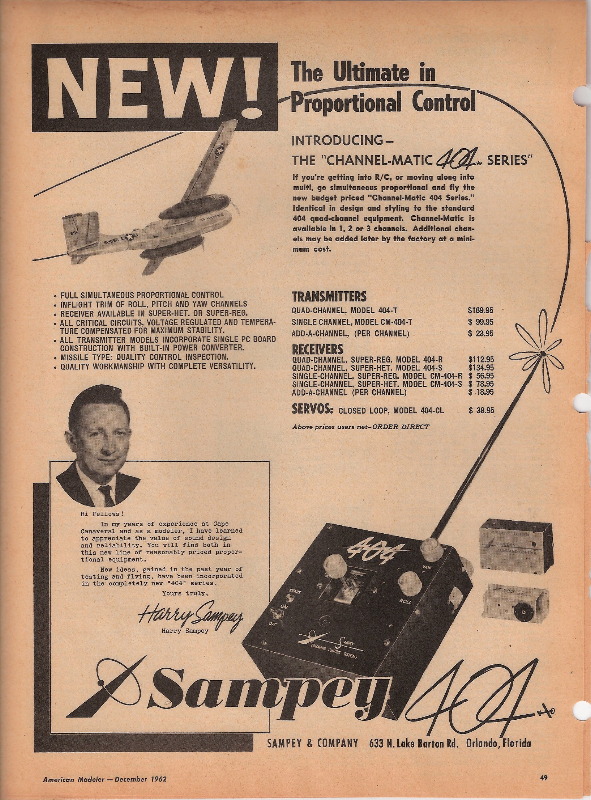 NEW!
The Ultimate in
Proportional Control
INTRODUCING—
THE "CHANNEL-MATIC 404 SERIES"
If you're getting into R/C, or moving along into
multi, go simultaneous proportional and fly the
new budget priced "Channel-Matic 404 Series."
Identical in design and styling to the standard
404 quad-channel equipment. Channel-Matic is
available in 1, 2 or 3 channels. Additional chan-
els may be added later by the factory at a mini-
mum cost.
• FULL SIMULTANEOUS PROPORTIONAL CONTROL
• INFLIGHT TRIM OF ROLL, PITCH AND YAW CHANNELS
• RECEIVER AVAILABLE IN SUPER-HET. OR SUPER-REG.
• ALL CRITICAL CIRCUITS, VOLTAGE REGULATED AND TEMPERA-
TURE COMPENSATED FOR MAXIMUM STABILITY.
• ALL TRANSMITTER MODELS INCORPORATE SINGLE PC BOARD
CONSTRUCTION WITH BUILT-IN POWER CONVERTER.
• MISSILE TYPE: QUALITY CONTROL INSPECTION.
• QUALITY WORKMANSHIP WITH COMPLETE VERSATILITY.
TRANSMITTERS
QUAD-CHANNEL, MODEL 404-T $169.95
SINGLE CHANNEL, MODEL CM-404-T $ 99.95
ADD-A-CHANNEL, (PER CHANNEL) $ 23.95
RECEIVERS
QUAD-CHANNEL, SUPER-REG. MODEL 404-R $112.95
QUAD-CHANNEL, SUPER-HET. MODEL 404-S $134.95
SINGLE-CHANNEL, SUPER-REG. MODEL CM-404-R $ 56.95
SINGLE-CHANNEL, SUPER-HET. MODEL CM-404-S $ 78.95
ADD-A-CHANNEL (PER CHANNEL) $ 18.95
SERVOS: CLOSED LOOP, MODEL 404-CL $ 38.95
Above prices users net—ORDER DIRECT
Hi Fellows!
In my years of experience at Cape
Canaveral and as a modeler, I have learned
to appreciate the value of sound design
and reliability. You will find both in
this new line of reasonably priced propor-
tional equipment.
New ideas, gained in the past year of
testing and flying, have been incorporated
in the completely new "404" series.
Yours truly,
Harry Sampey
Harry Sampey
404
Sampey 404
SAMPEY & COMPANY 633 N. Lake Barton Rd. Orlando, Florida
American Modeler — December 1962
49